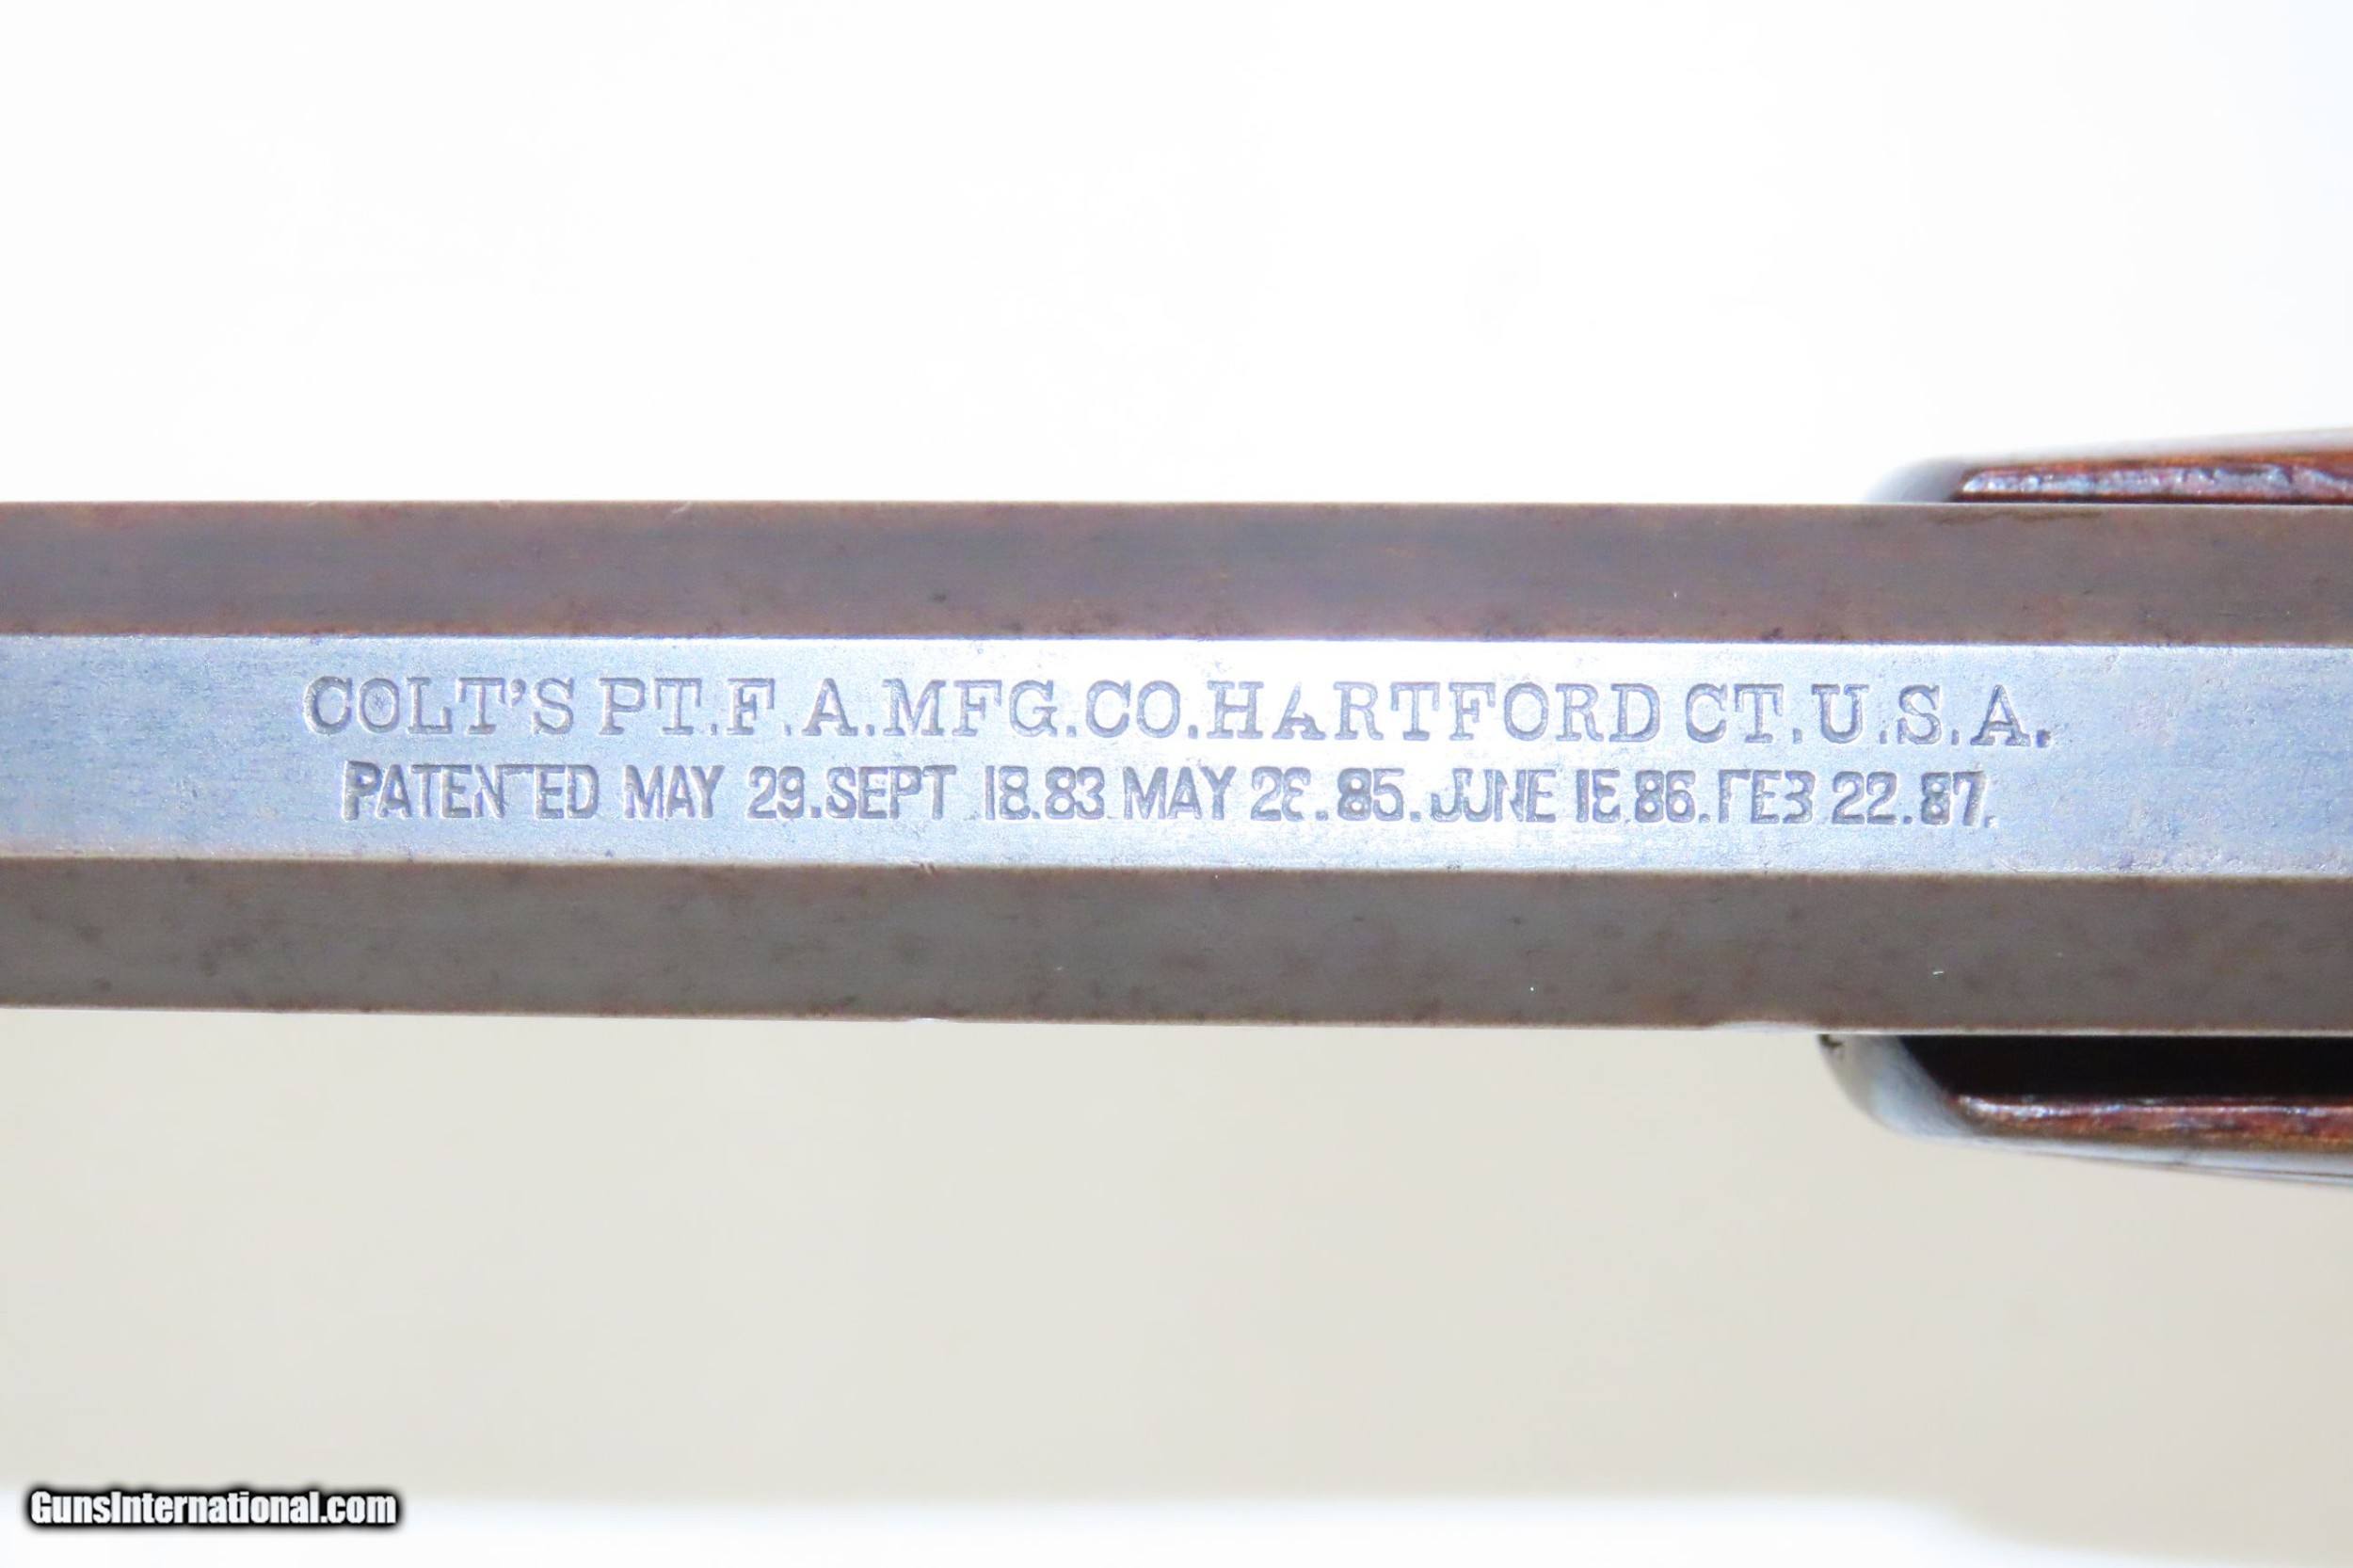 COLT'S PT. F. A. MFG. CO. HARTFORD CT. U.S.A.
PATENTED MAY 29. SEPT 18. 83 MAY 26. 85. JUNE 15 86. FEB 22. 87.
GunsInternational.com